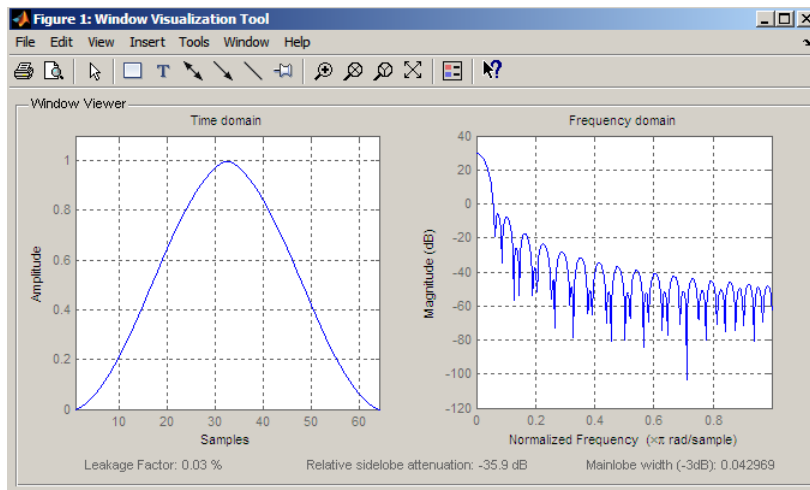 Figure 1: Window Visualization Tool
File Edit View Insert Tools Window Help
T
?
Window Viewer
Time domain
Frequency domain
1
0.8
0.6
0.4
0.2
0
10 20 30 40 50 60
Amplitude
Samples
40
20
0
-20
-40
-60
-80
-100
-120
0 0.2 0.4 0.6 0.8
Magnitude (dB)
Normalized Frequency (×π rad/sample)
Leakage Factor: 0.03 % Relative sidelobe attenuation: -35.9 dB Mainlobe width (-3dB): 0.042969